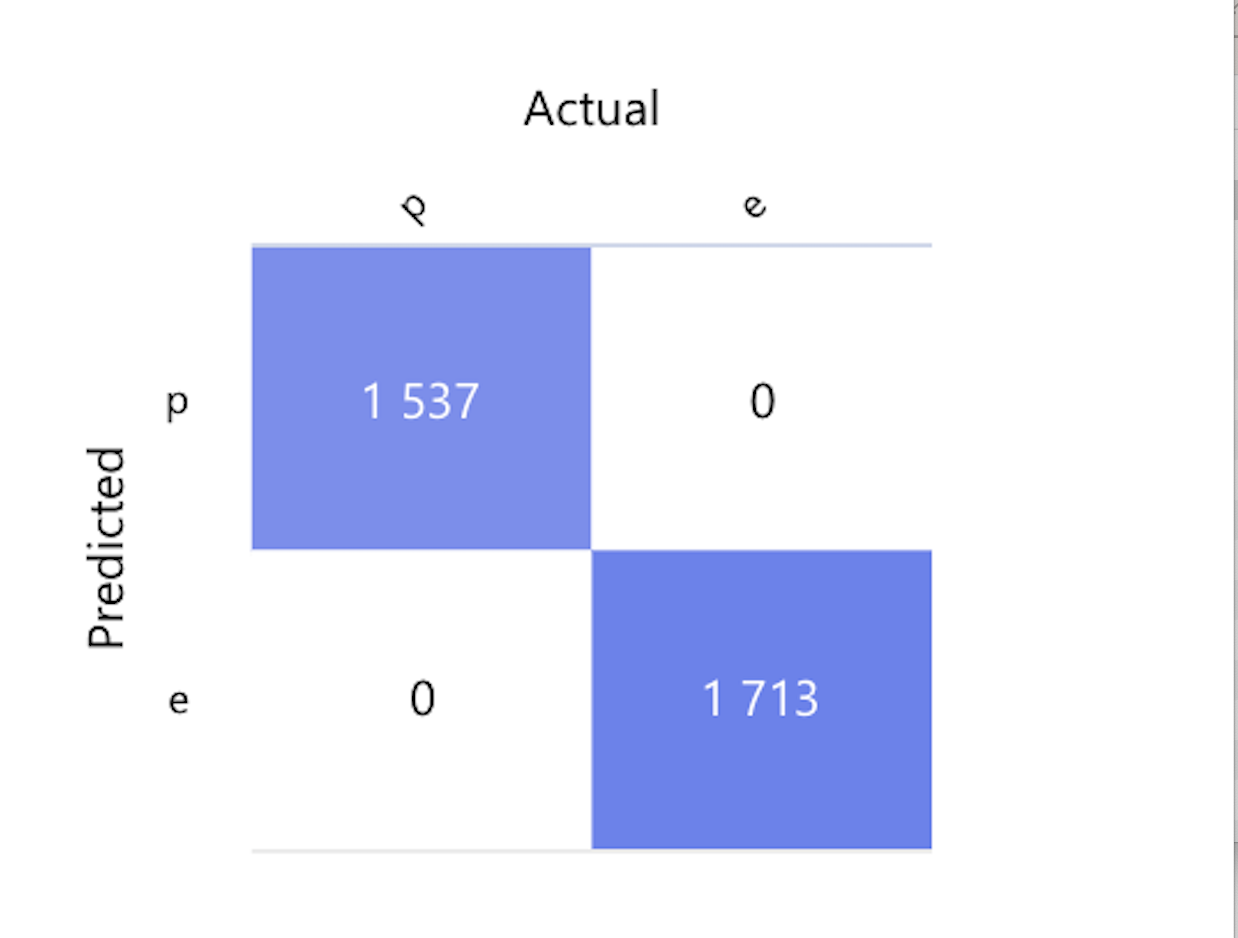 Actual
p e
Predicted
p 1 537 0
e 0 1 713